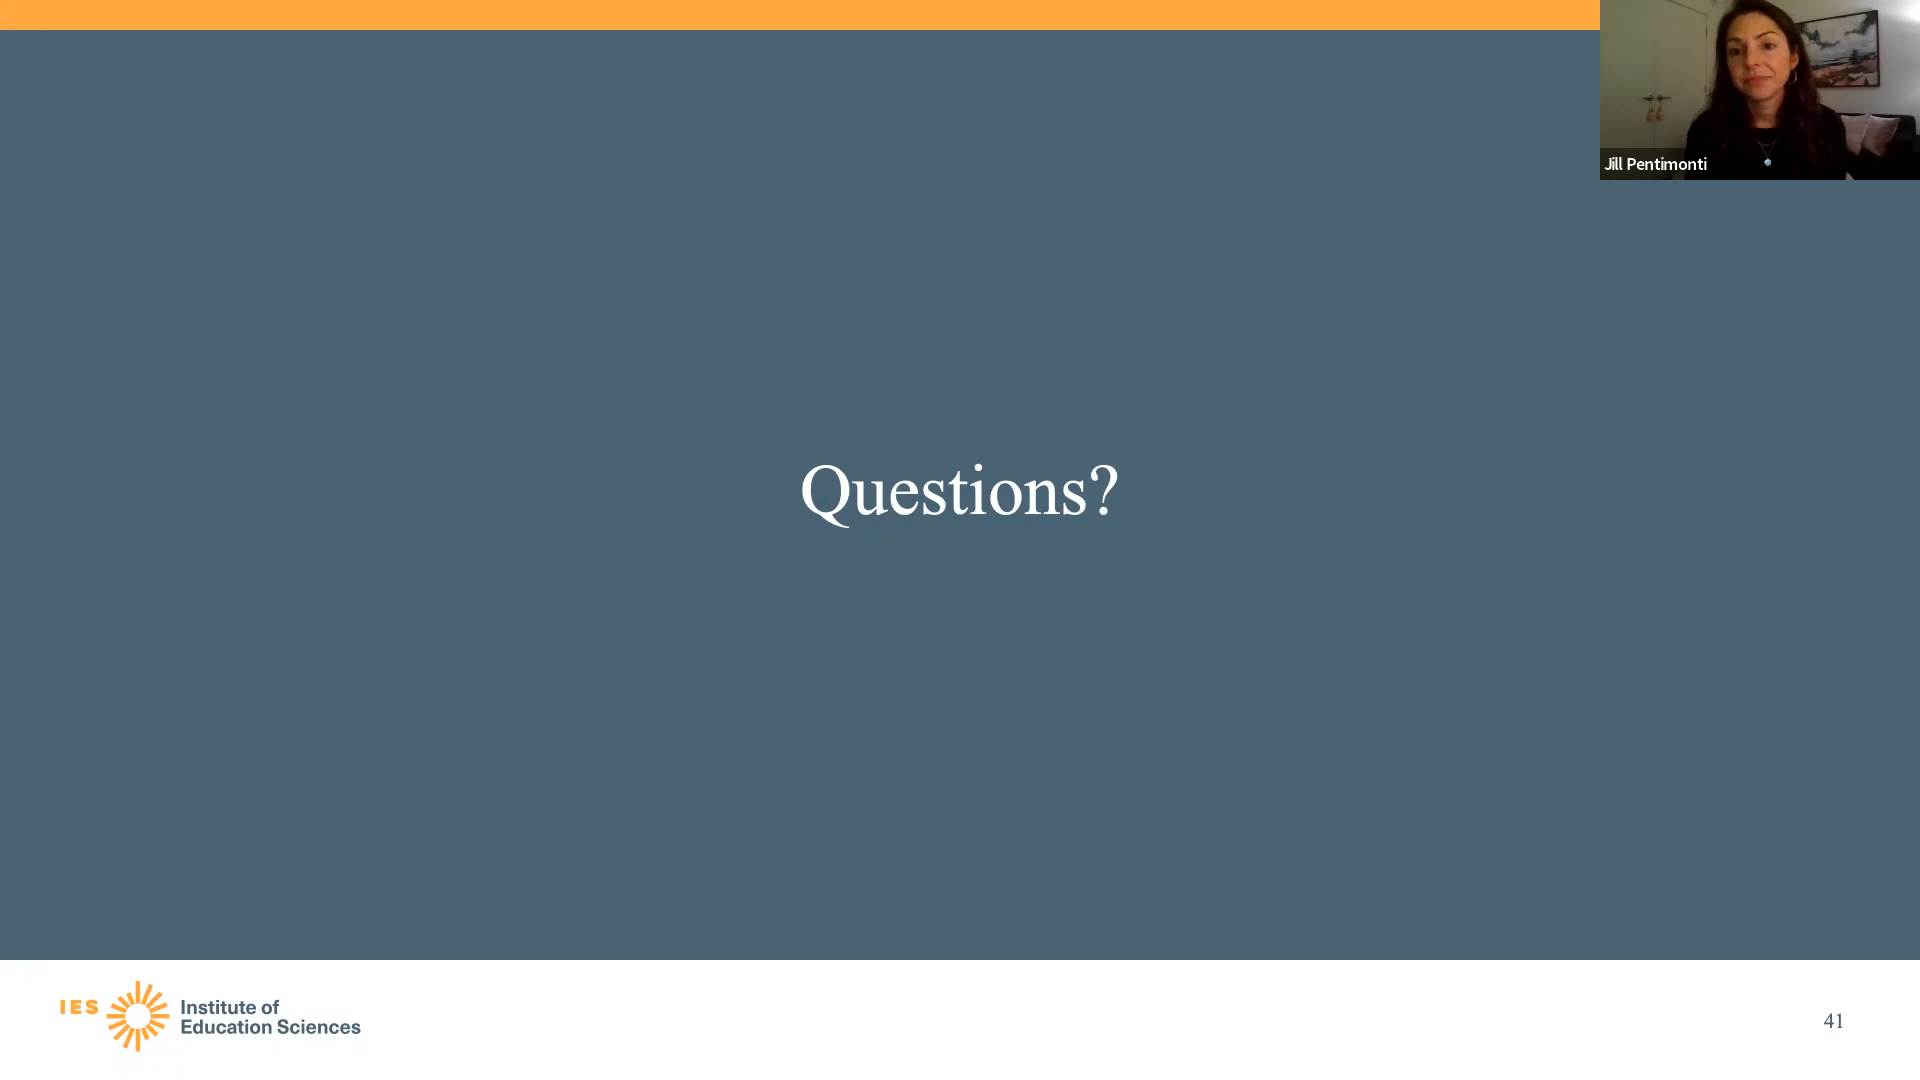 Jill Pentimonti
Questions?
IES
Institute of
Education Sciences
41